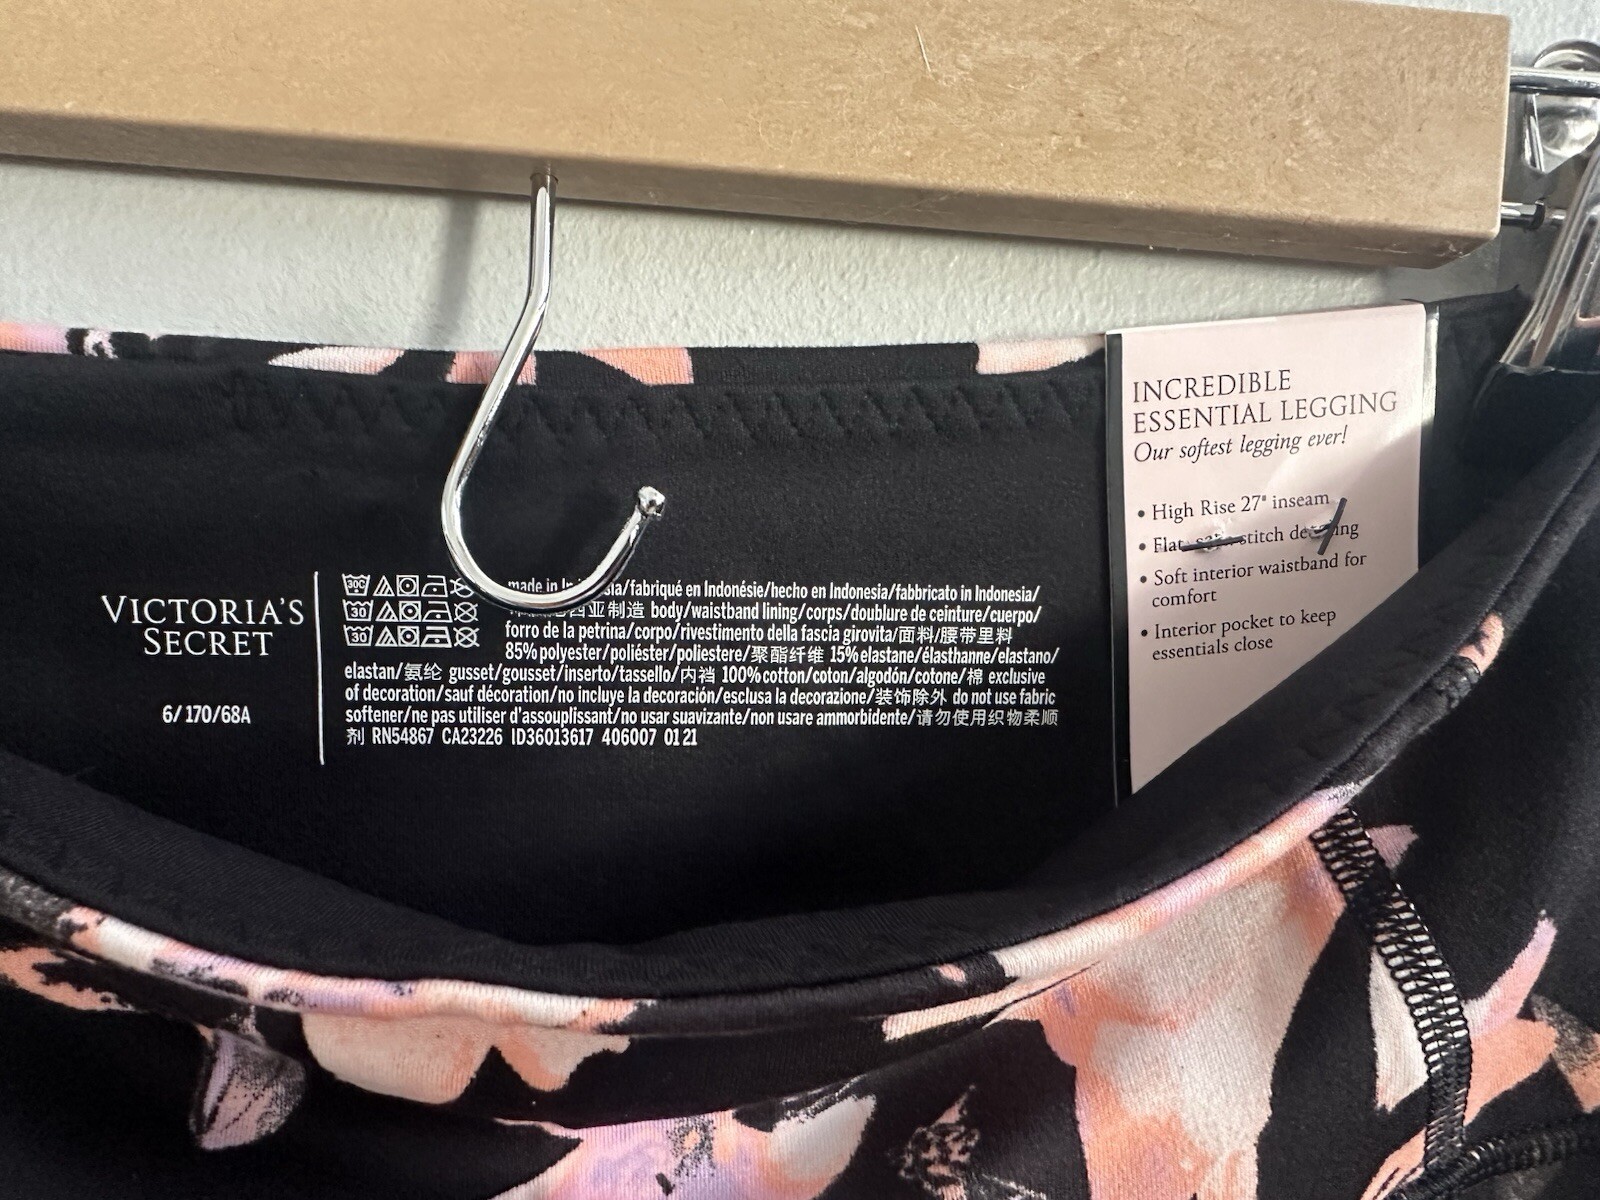 VICTORIA'S
SECRET
6/170/68A
made in /fabriqué en Indonésie/hecho en Indonesia/fabbricato in Indonesia/
制造 body/waistband lining/corps/doublure de ceinture/cuerpo/
forro de la petrina/corpo/rivestimento della fascia girovita/面料/腰带里料
85% polyester/poliéster/poliestere/聚酯纤维 15% elastane/élasthanne/elastano/
elastan/氨纶 gusset/gousset/inserto/tassello/内裆 100% cotton/coton/algodón/cotone/棉 exclusive
of decoration/sauf décoration/no incluye la decoración/esclusa la decorazione/装饰除外 do not use fabric
softener/ne pas utiliser d'assouplissant/no usar suavizante/non usare ammorbidente/请勿使用织物柔顺
剂 RN54867 CA23226 ID36013617 406007 01 21
INCREDIBLE
ESSENTIAL LEGGING
Our softest legging ever!
• High Rise 27" inseam
• Flat stitch
• Soft interior waistband for
comfort
• Interior pocket to keep
essentials close